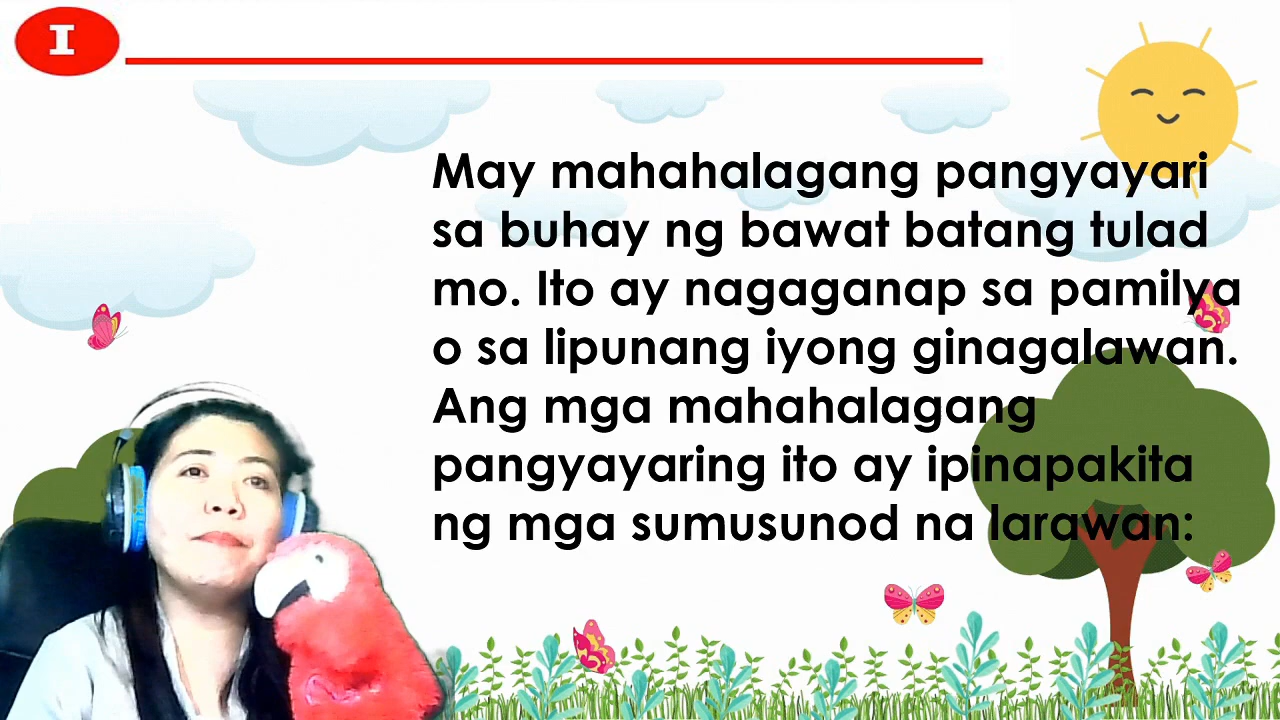 I
May mahahalagang pangyayari
sa buhay ng bawat batang tulad
mo. Ito ay nagaganap sa pamilya
o sa lipunang iyong ginagalawan.
Ang mga mahahalagang
pangyayaring ito ay ipinapakita
ng mga sumusunod na larawan: